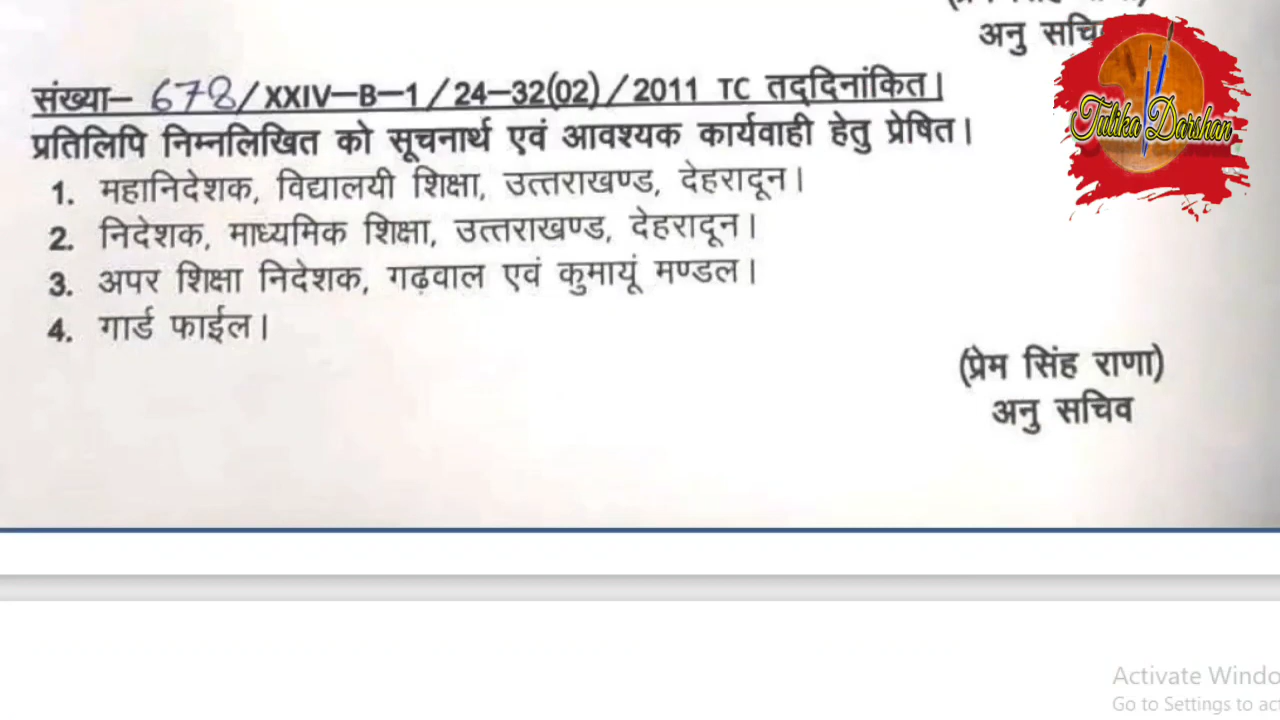 अनु सचिव
Tulika Darshan
संख्या– 678/XXIV–B–1/24–32(02)/2011 TC तद्दिनांकित।
प्रतिलिपि निम्नलिखित को सूचनार्थ एवं आवश्यक कार्यवाही हेतु प्रेषित।
1. महानिदेशक, विद्यालयी शिक्षा, उत्तराखण्ड, देहरादून।
2. निदेशक, माध्यमिक शिक्षा, उत्तराखण्ड, देहरादून।
3. अपर शिक्षा निदेशक, गढ़वाल एवं कुमायूं मण्डल।
4. गार्ड फाईल।
(प्रेम सिंह राणा)
अनु सचिव
Activate Windo
Go to Settings to act